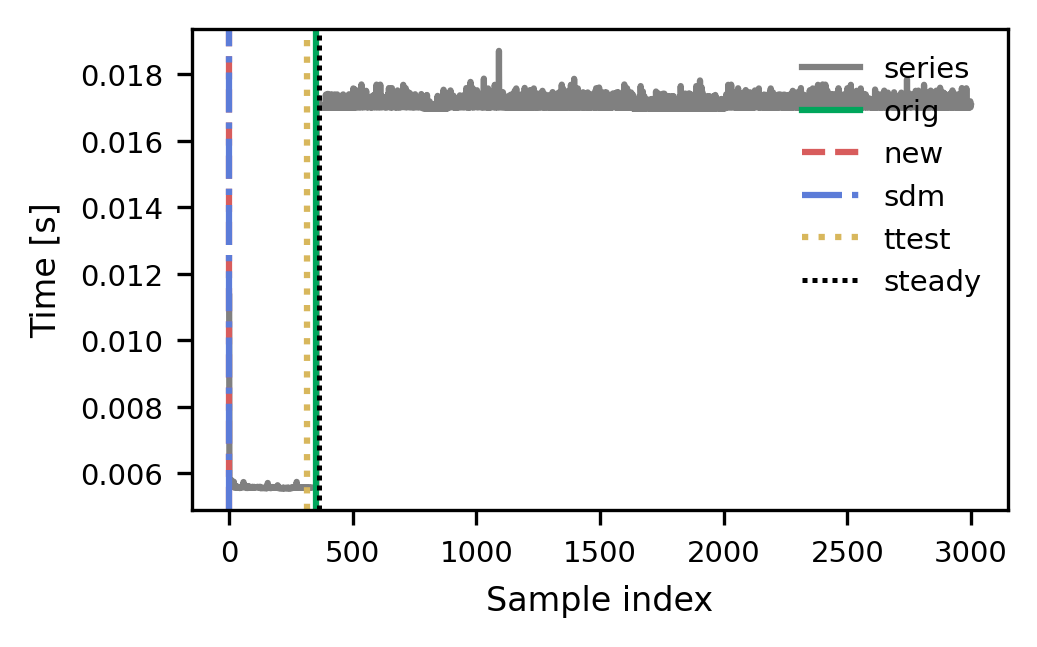 0.018
0.016
0.014
0.012
0.010
0.008
0.006
Time [s]
series
orig
new
sdm
ttest
steady
0 500 1000 1500 2000 2500 3000
Sample index